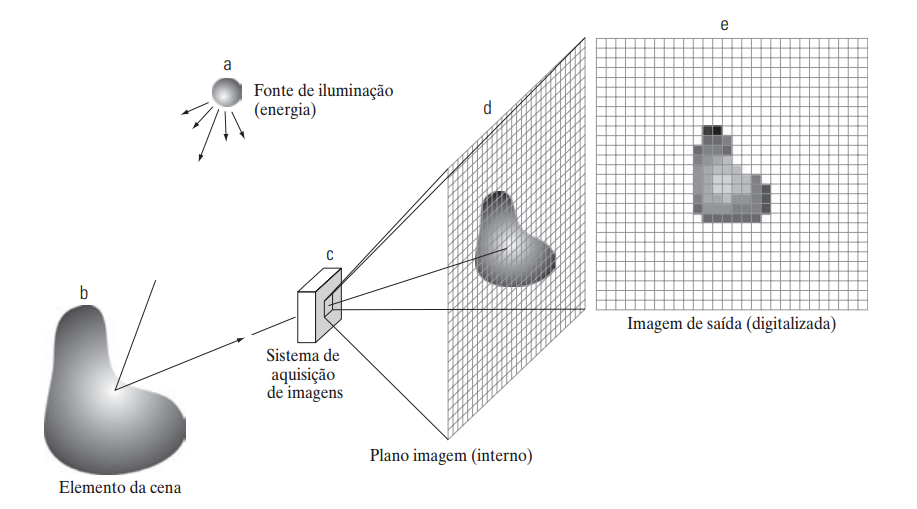 e
a
Fonte de iluminação
(energia)
d
c
b
Imagem de saída (digitalizada)
Sistema de
aquisição
de imagens
Plano imagem (interno)
Elemento da cena